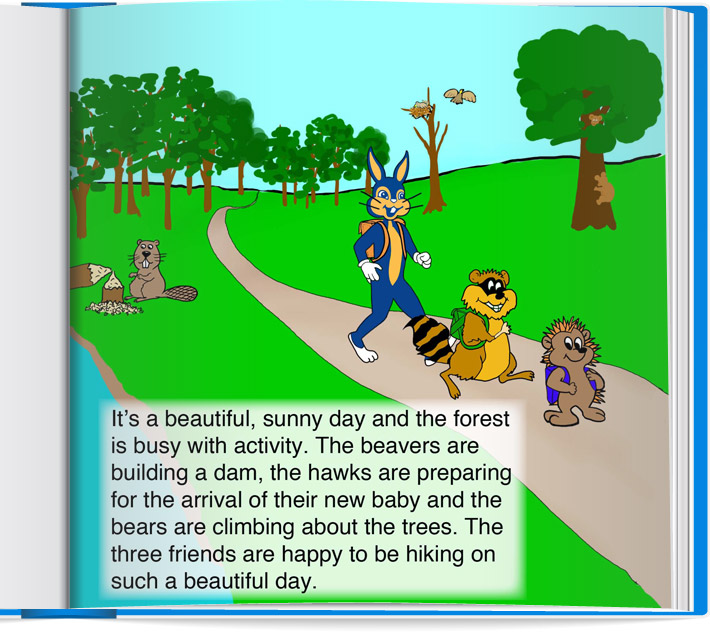 It's a beautiful, sunny day and the forest
is busy with activity. The beavers are
building a dam, the hawks are preparing
for the arrival of their new baby and the
bears are climbing about the trees. The
three friends are happy to be hiking on
such a beautiful day.